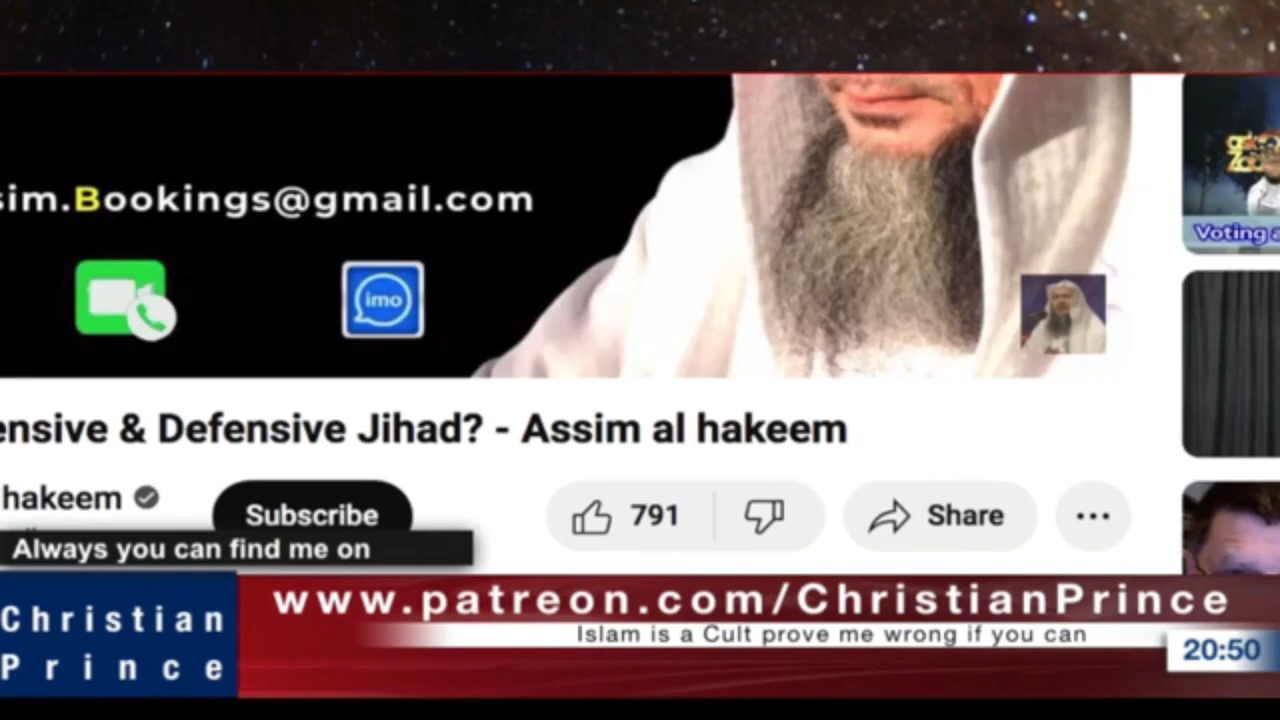 sim.Bookings@gmail.com
imo
Voting a
ensive & Defensive Jihad? - Assim al hakeem
hakeem
Subscribe
791
Share
Always you can find me on
Christian
Prince
www.patreon.com/ChristianPrince
Islam is a Cult prove me wrong if you can
20:50